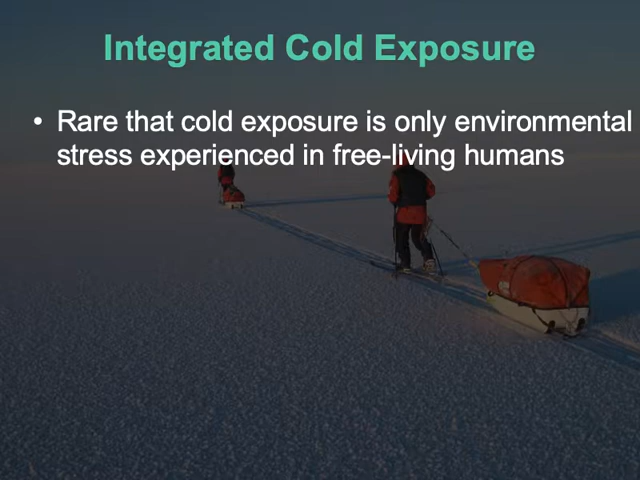 Integrated Cold Exposure
• Rare that cold exposure is only environmental
stress experienced in free-living humans